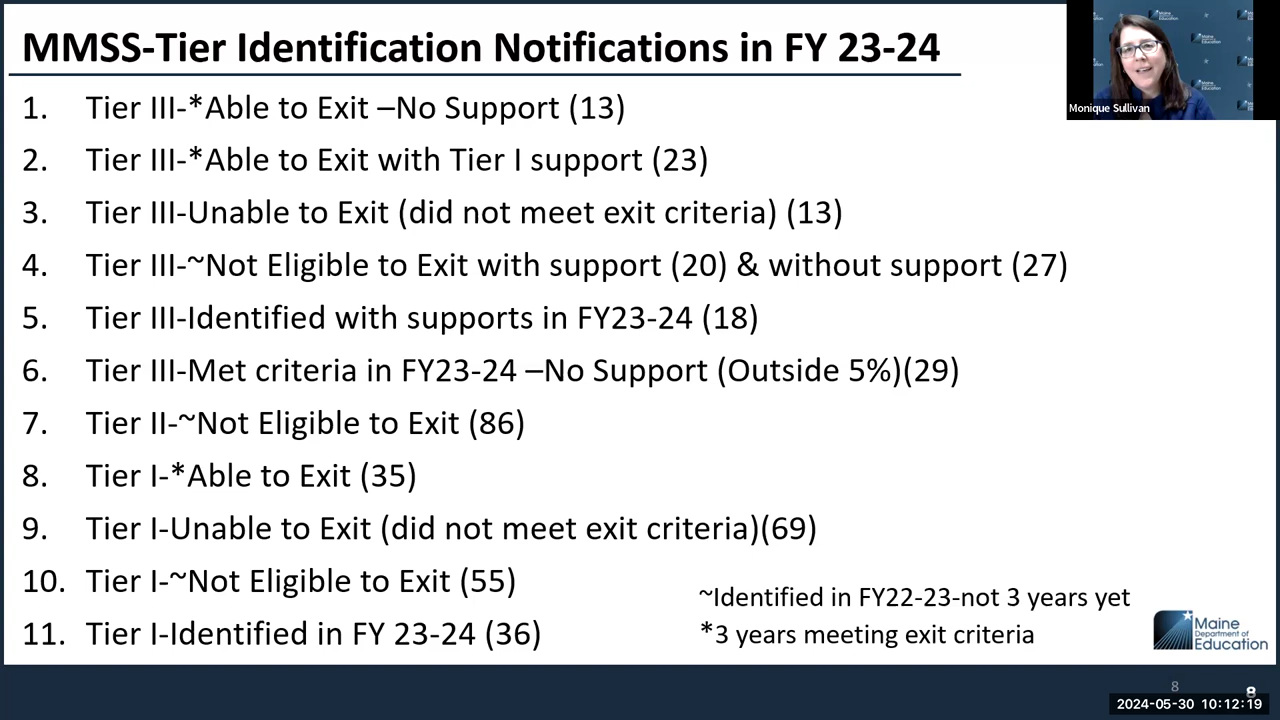 MMSS-Tier Identification Notifications in FY 23-24
1. Tier III-*Able to Exit –No Support (13)
2. Tier III-*Able to Exit with Tier I support (23)
3. Tier III-Unable to Exit (did not meet exit criteria) (13)
4. Tier III-~Not Eligible to Exit with support (20) & without support (27)
5. Tier III-Identified with supports in FY23-24 (18)
6. Tier III-Met criteria in FY23-24 –No Support (Outside 5%)(29)
7. Tier II-~Not Eligible to Exit (86)
8. Tier I-*Able to Exit (35)
9. Tier I-Unable to Exit (did not meet exit criteria)(69)
10. Tier I-~Not Eligible to Exit (55)
11. Tier I-Identified in FY 23-24 (36)
~Identified in FY22-23-not 3 years yet
*3 years meeting exit criteria
Maine
Department of
Education
Monique Sullivan
8
8
2024-05-30 10:12:19